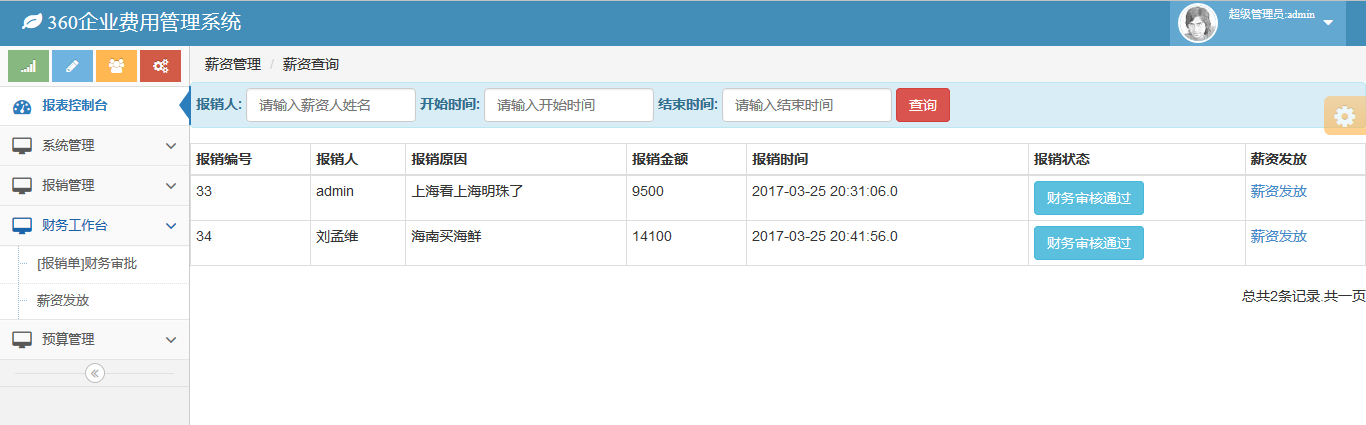 360企业费用管理系统
超级管理员:admin
薪资管理 / 薪资查询
报表控制台
报销人: 请输入薪资人姓名 开始时间: 请输入开始时间 结束时间: 请输入结束时间 查询
系统管理
报销管理
财务工作台
[报销单]财务审批
薪资发放
预算管理
报销编号 报销人 报销原因 报销金额 报销时间 报销状态 薪资发放
33 admin 上海看上海明珠了 9500 2017-03-25 20:31:06.0 财务审核通过 薪资发放
34 刘孟维 海南买海鲜 14100 2017-03-25 20:41:56.0 财务审核通过 薪资发放
总共2条记录.共一页